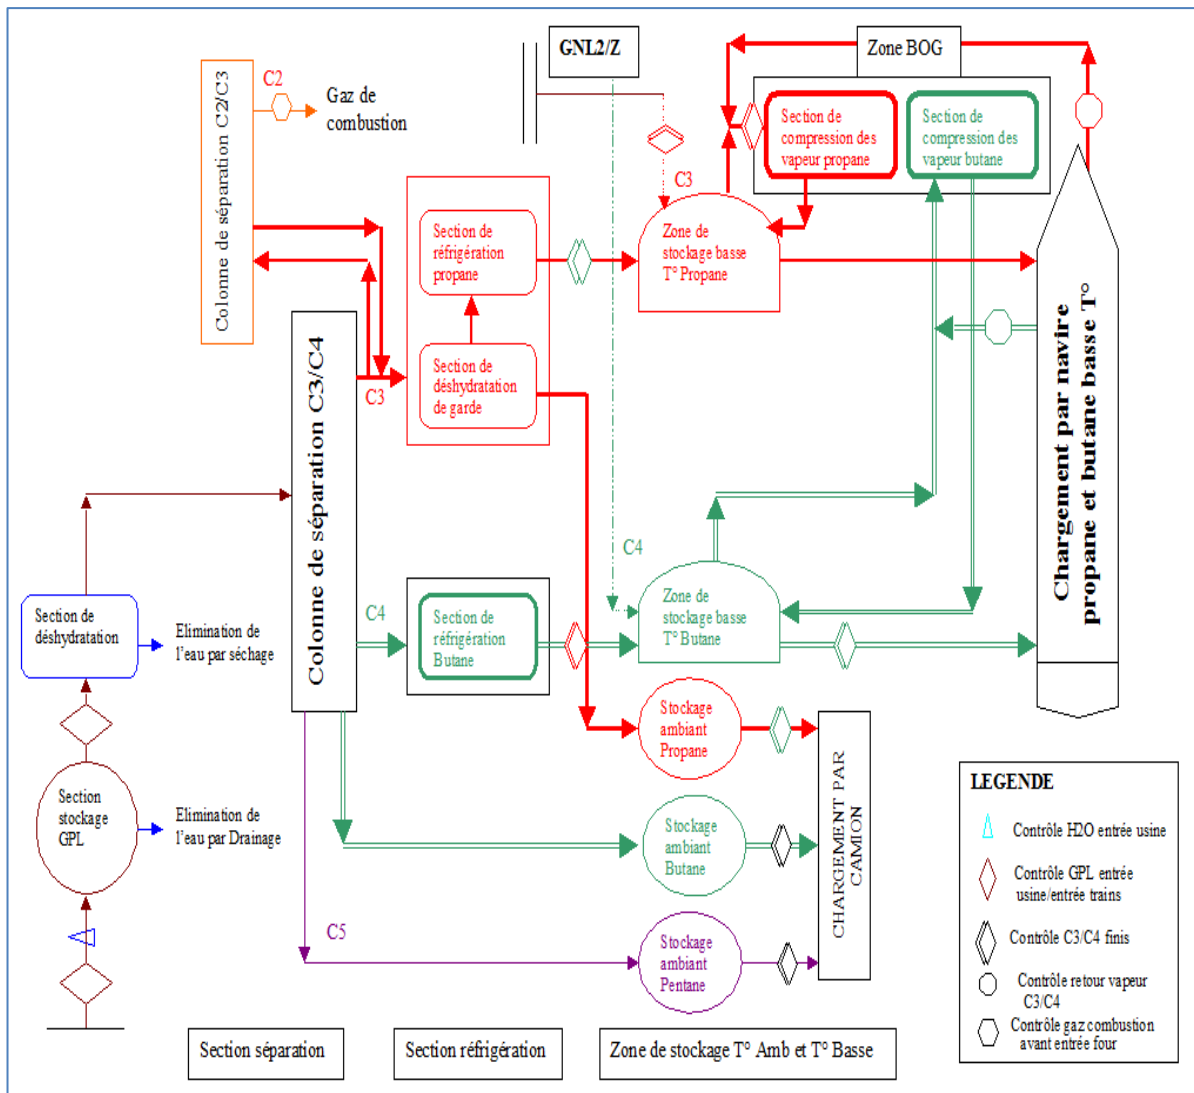 GNL2/Z
Zone BOG
C2
Gaz de
combustion
Colonne de séparation C2/C3
Section de
compression des
vapeur propane
Section de
compression des
vapeur butane
C3
Section de
réfrigération
propane
Zone de
stockage basse
T° Propane
Section de
déshydratation
de garde
C3
Colonne de séparation C3/C4
Chargement par navire
propane et butane basse T°
C4
Zone de
stockage basse
T° Butane
C4
Section de
réfrigération
Butane
Section de
déshydratation
Elimination de
l'eau par séchage
Stockage
ambiant
Propane
Section
stockage
GPL
Elimination de
l'eau par Drainage
Stockage
ambiant
Butane
CHARGEMENT PAR
CAMION
C5
Stockage
ambiant
Pentane
LEGENDE
Contrôle H2O entrée usine
Contrôle GPL entrée
usine/entrée trains
Contrôle C3/C4 finis
Contrôle retour vapeur
C3/C4
Contrôle gaz combustion
avant entrée four
Section séparation
Section réfrigération
Zone de stockage T° Amb et T° Basse